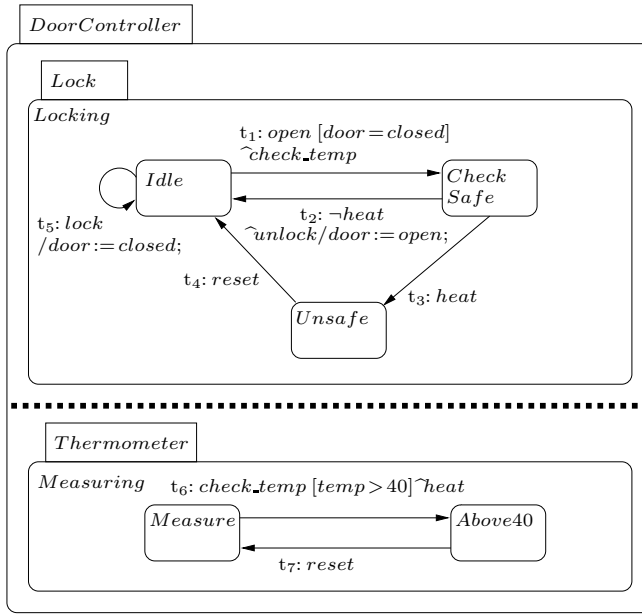 DoorController
Lock
Locking
t₁: open [door=closed]
^check_temp
Idle
Check
Safe
t₂: ¬heat
^unlock/door:=open;
t₅: lock
/door:=closed;
t₄: reset
t₃: heat
Unsafe
Thermometer
Measuring
t₆: check_temp [temp>40]^heat
Measure
Above40
t₇: reset